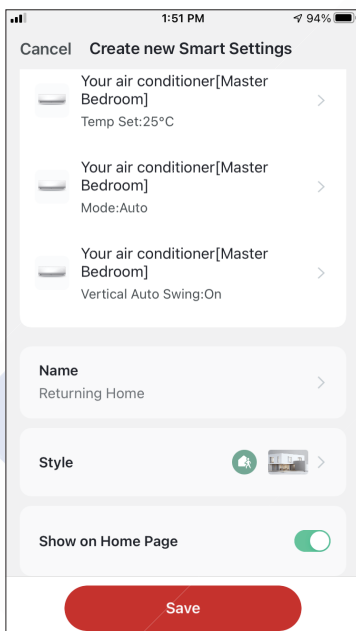 1:51 PM
94%
Cancel
Create new Smart Settings
Your air conditioner[Master
Bedroom]
Temp Set:25°C
Your air conditioner[Master
Bedroom]
Mode:Auto
Your air conditioner[Master
Bedroom]
Vertical Auto Swing:On
Name
Returning Home
Style
Show on Home Page
Save